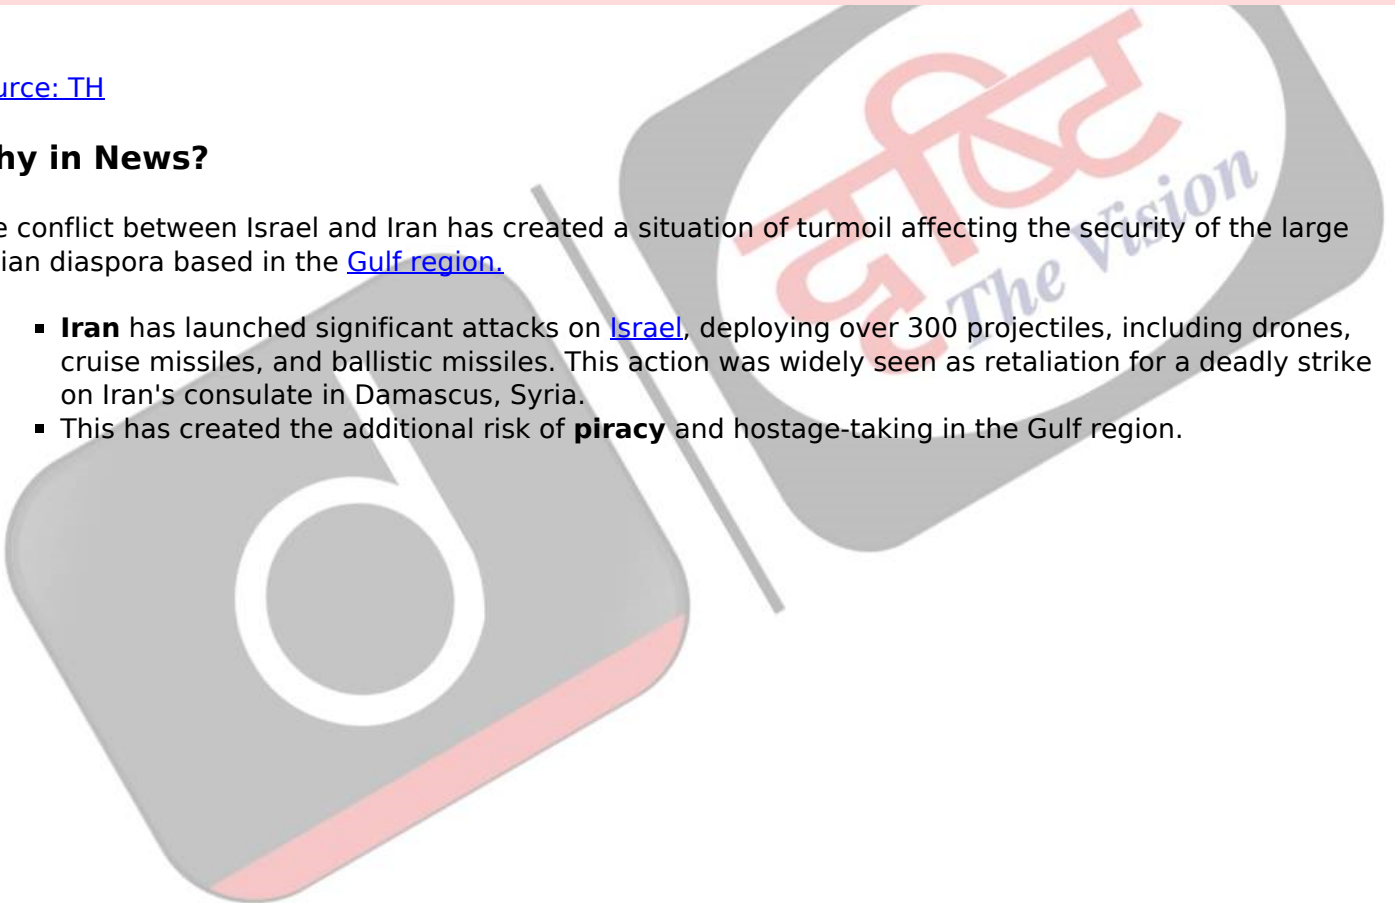 urce: TH
hy in News?
e conflict between Israel and Iran has created a situation of turmoil affecting the security of the large
ian diaspora based in the Gulf region.
▪ Iran has launched significant attacks on Israel, deploying over 300 projectiles, including drones,
cruise missiles, and ballistic missiles. This action was widely seen as retaliation for a deadly strike
on Iran's consulate in Damascus, Syria.
▪ This has created the additional risk of piracy and hostage-taking in the Gulf region.
दृष्टि
The Vision